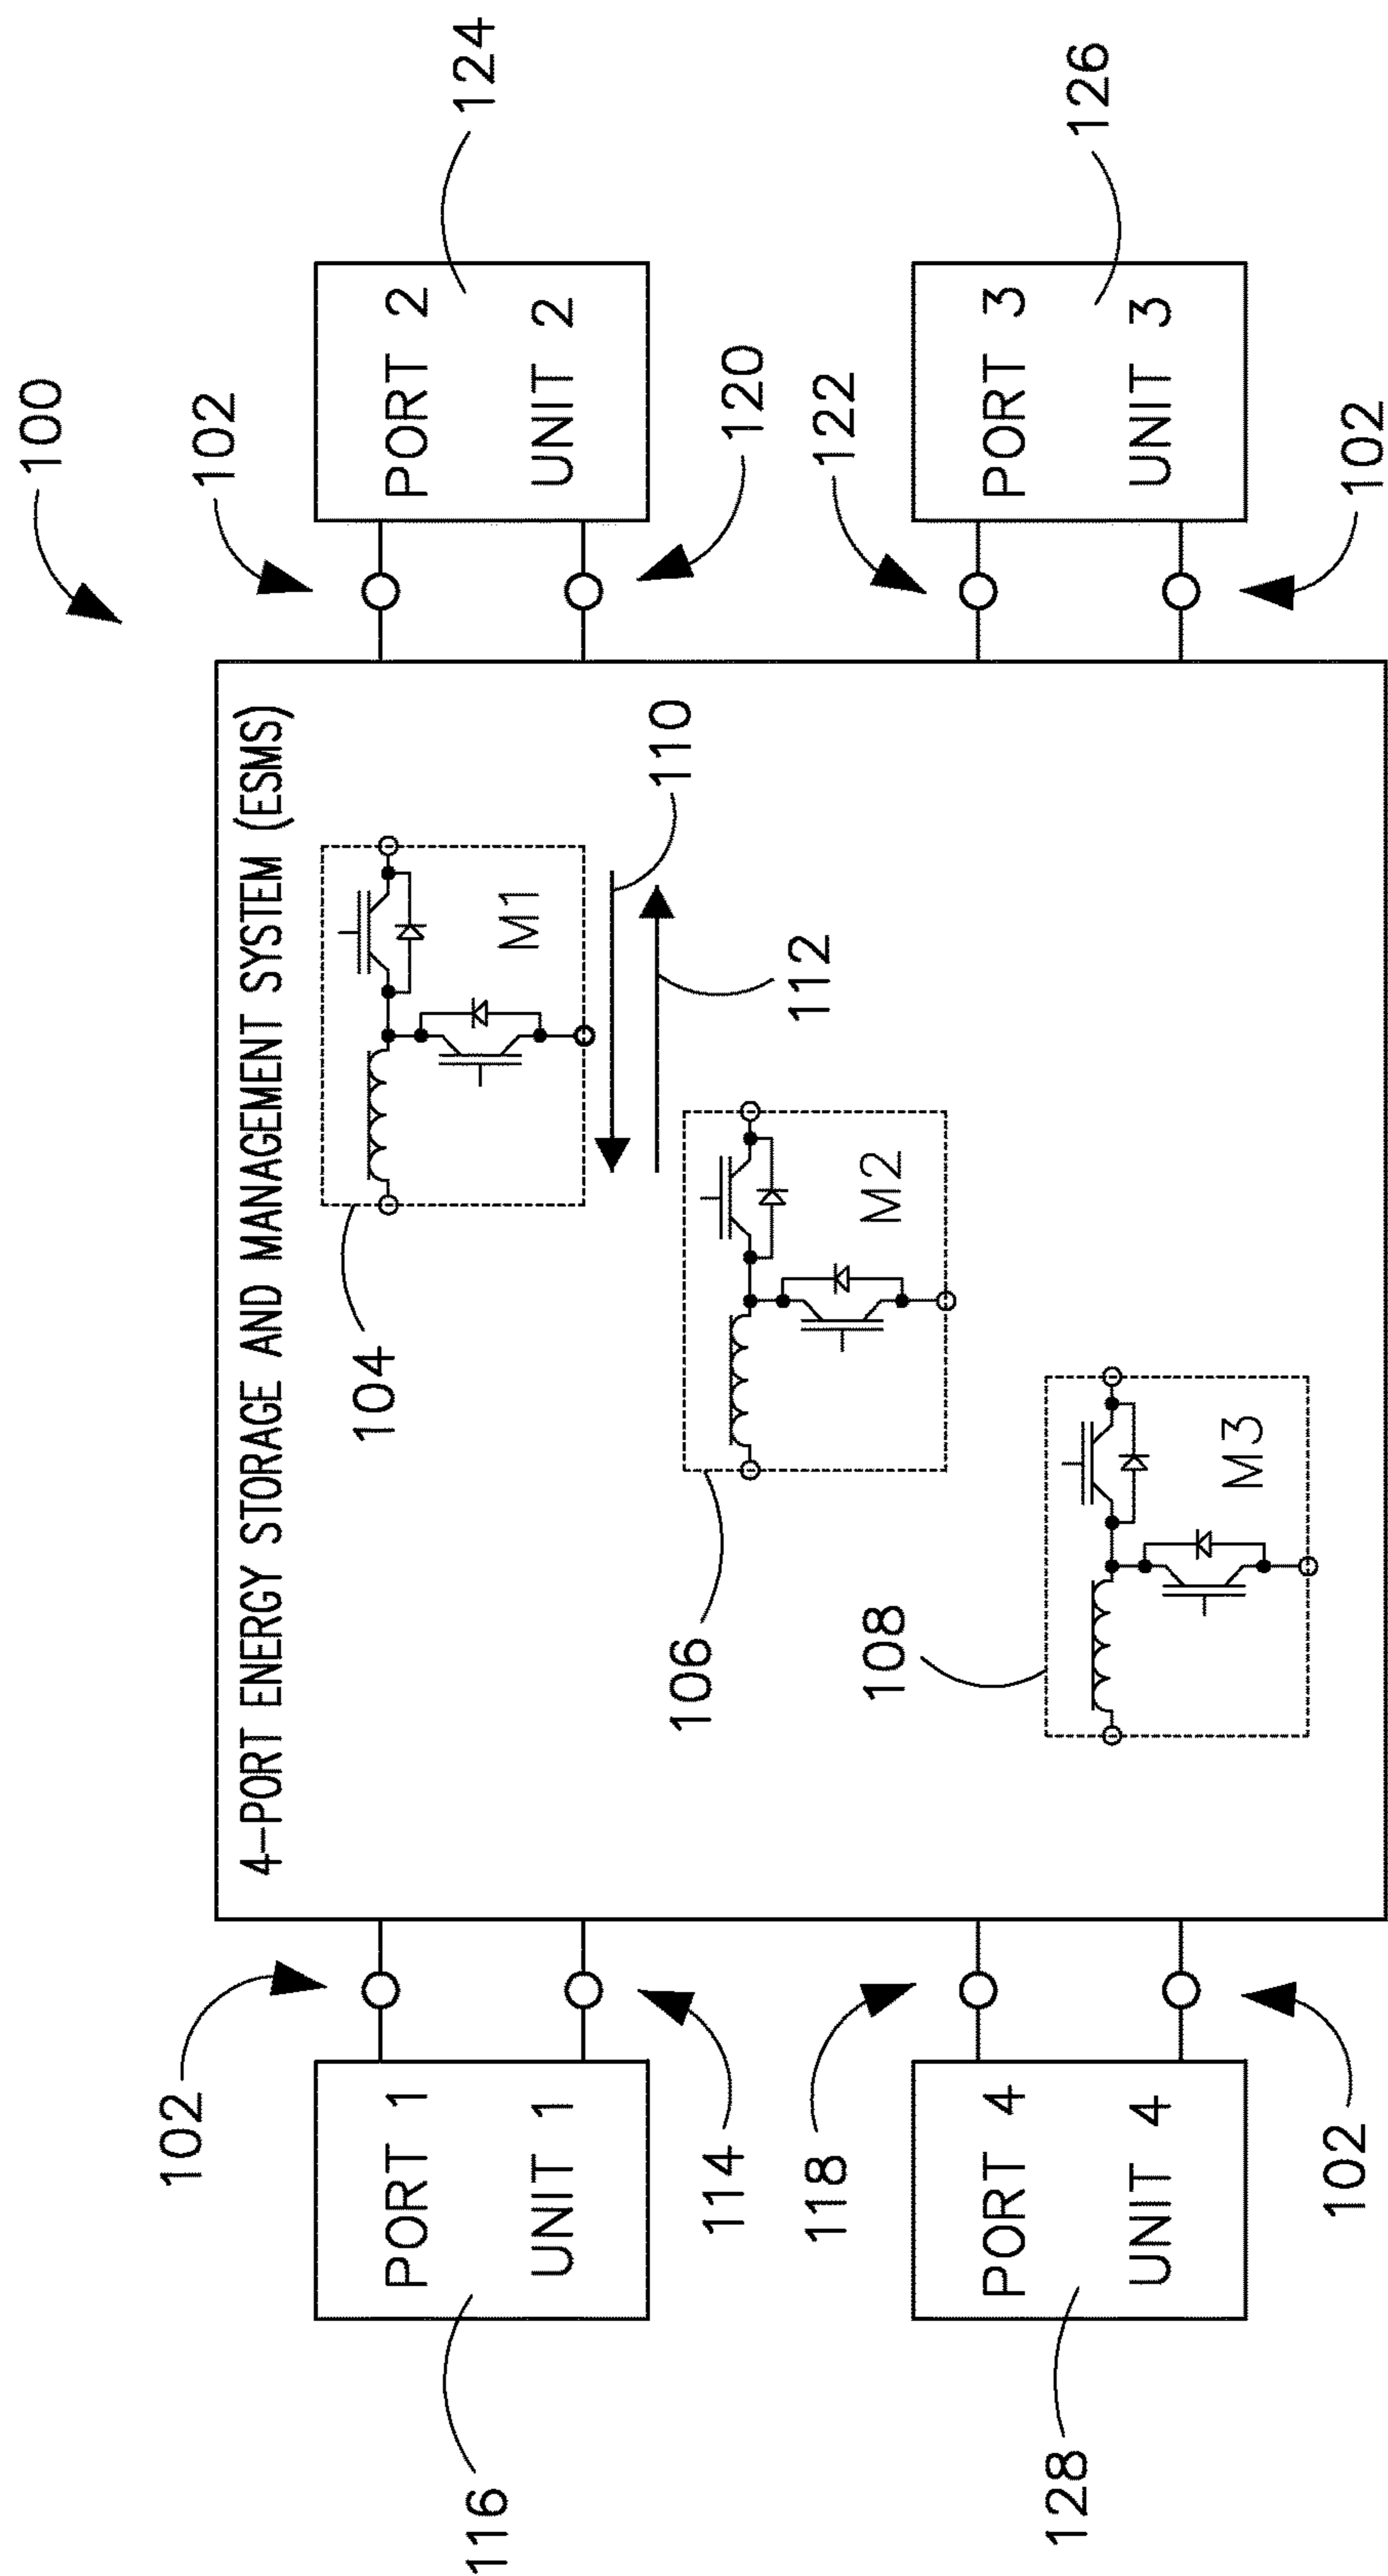 100
102
120
PORT 2
UNIT 2
124
122
102
PORT 3
UNIT 3
126
4-PORT ENERGY STORAGE AND MANAGEMENT SYSTEM (ESMS)
104
M1
110
112
106
M2
108
M3
102
114
PORT 1
UNIT 1
116
118
102
PORT 4
UNIT 4
128